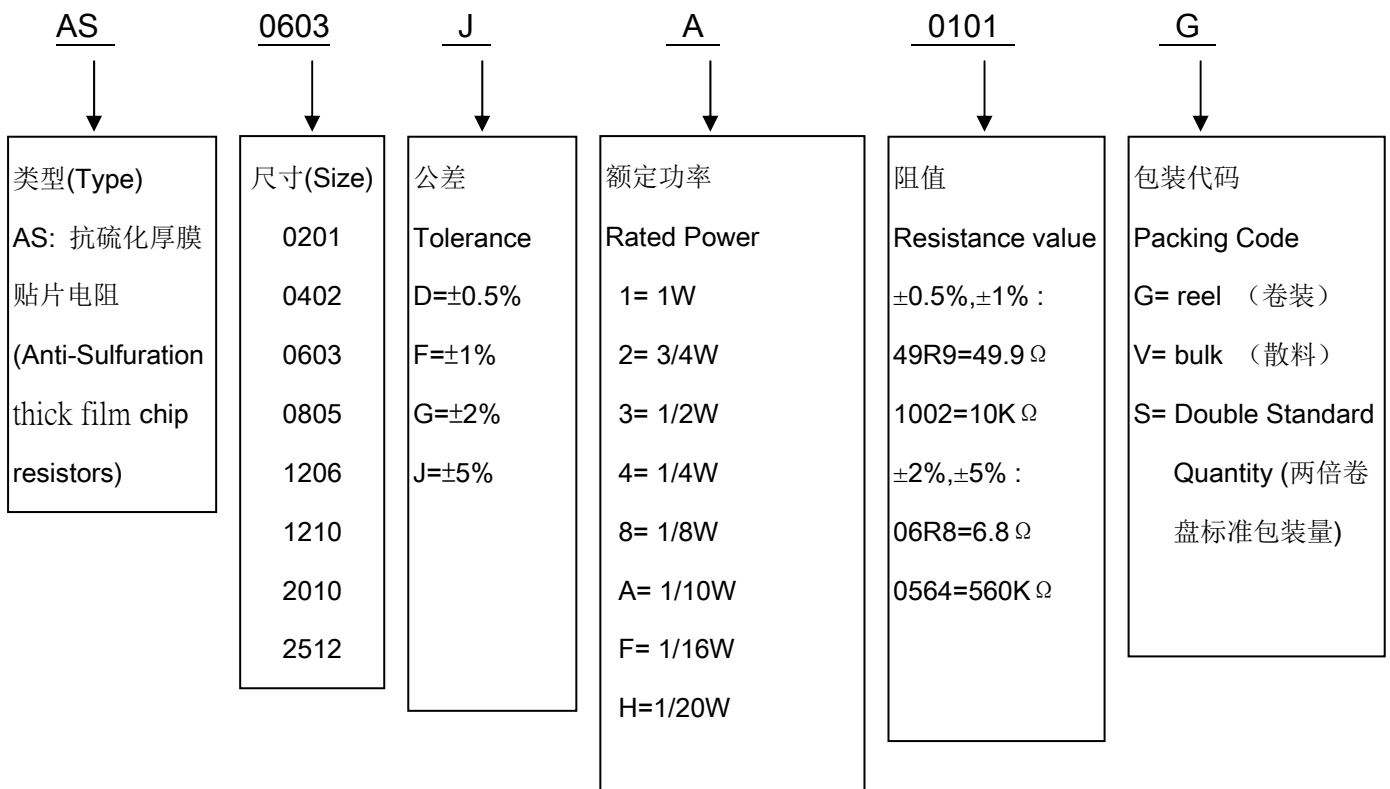 AS 0603 J A 0101 G
类型(Type)
AS: 抗硫化厚膜
贴片电阻
(Anti-Sulfuration
thick film chip
resistors)
尺寸(Size)
0201
0402
0603
0805
1206
1210
2010
2512
公差
Tolerance
D=±0.5%
F=±1%
G=±2%
J=±5%
额定功率
Rated Power
1= 1W
2= 3/4W
3= 1/2W
4= 1/4W
8= 1/8W
A= 1/10W
F= 1/16W
H=1/20W
阻值
Resistance value
±0.5%,±1% :
49R9=49.9 Ω
1002=10K Ω
±2%,±5% :
06R8=6.8 Ω
0564=560K Ω
包装代码
Packing Code
G= reel （卷装）
V= bulk （散料）
S= Double Standard
Quantity (两倍卷
盘标准包装量)